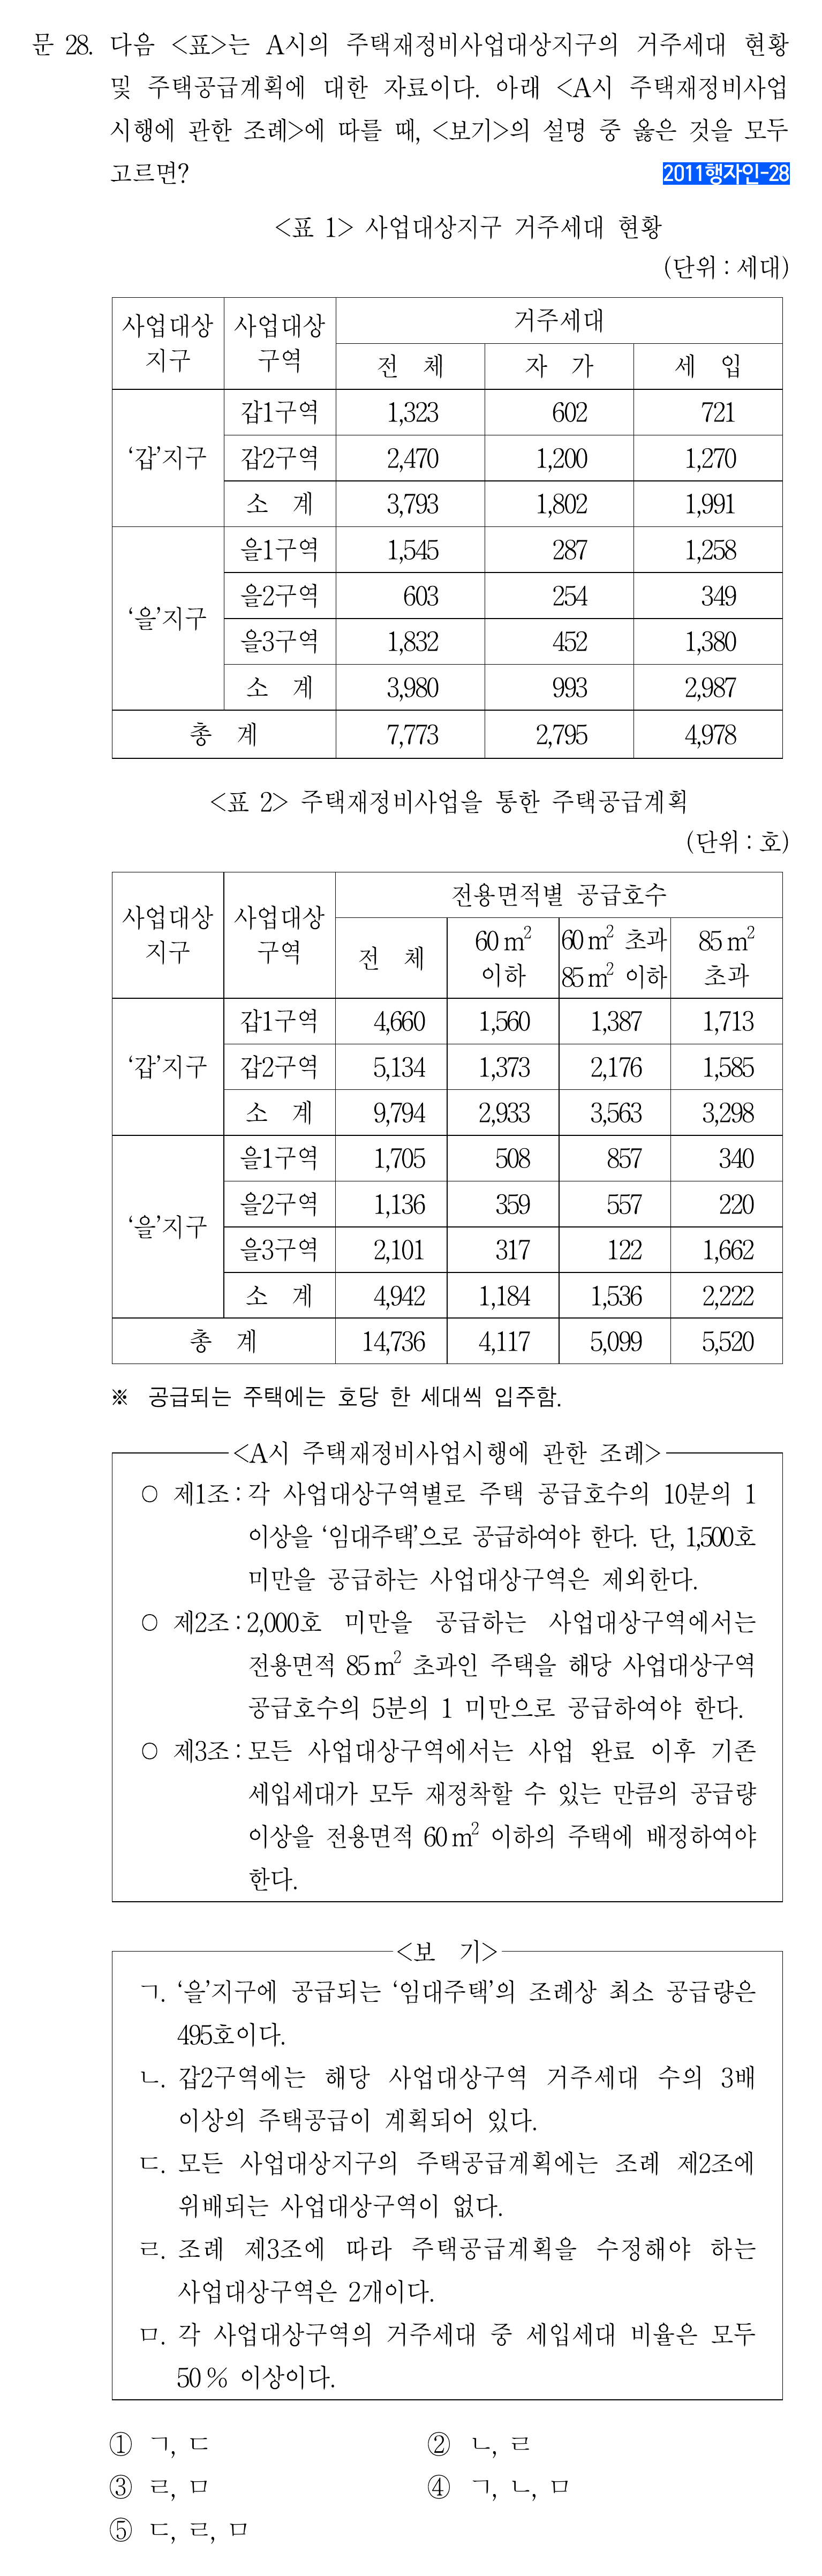 문 28. 다음 <표>는 A시의 주택재정비사업대상지구의 거주세대 현황
및 주택공급계획에 대한 자료이다. 아래 <A시 주택재정비사업
시행에 관한 조례>에 따를 때, <보기>의 설명 중 옳은 것을 모두
고르면? 2011행자인-28
<표 1> 사업대상지구 거주세대 현황
(단위 : 세대)
사업대상 사업대상 거주세대
지구 구역 전 체 자 가 세 입
'갑'지구 갑1구역 1,323 602 721
갑2구역 2,470 1,200 1,270
소 계 3,793 1,802 1,991
'을'지구 을1구역 1,545 287 1,258
을2구역 603 254 349
을3구역 1,832 452 1,380
소 계 3,980 993 2,987
총 계 7,773 2,795 4,978
<표 2> 주택재정비사업을 통한 주택공급계획
(단위 : 호)
사업대상 사업대상 전용면적별 공급호수
지구 구역 전 체 60 m² 60 m² 초과 85 m²
이하 85 m² 이하 초과
'갑'지구 갑1구역 4,660 1,560 1,387 1,713
갑2구역 5,134 1,373 2,176 1,585
소 계 9,794 2,933 3,563 3,298
'을'지구 을1구역 1,705 508 857 340
을2구역 1,136 359 557 220
을3구역 2,101 317 122 1,662
소 계 4,942 1,184 1,536 2,222
총 계 14,736 4,117 5,099 5,520
※ 공급되는 주택에는 호당 한 세대씩 입주함.
<A시 주택재정비사업시행에 관한 조례>
○ 제1조 : 각 사업대상구역별로 주택 공급호수의 10분의 1
이상을 '임대주택'으로 공급하여야 한다. 단, 1,500호
미만을 공급하는 사업대상구역은 제외한다.
○ 제2조 : 2,000호 미만을 공급하는 사업대상구역에서는
전용면적 85 m² 초과인 주택을 해당 사업대상구역
공급호수의 5분의 1 미만으로 공급하여야 한다.
○ 제3조 : 모든 사업대상구역에서는 사업 완료 이후 기존
세입세대가 모두 재정착할 수 있는 만큼의 공급량
이상을 전용면적 60 m² 이하의 주택에 배정하여야
한다.
<보 기>
ㄱ. '을'지구에 공급되는 '임대주택'의 조례상 최소 공급량은
495호이다.
ㄴ. 갑2구역에는 해당 사업대상구역 거주세대 수의 3배
이상의 주택공급이 계획되어 있다.
ㄷ. 모든 사업대상지구의 주택공급계획에는 조례 제2조에
위배되는 사업대상구역이 없다.
ㄹ. 조례 제3조에 따라 주택공급계획을 수정해야 하는
사업대상구역은 2개이다.
ㅁ. 각 사업대상구역의 거주세대 중 세입세대 비율은 모두
50 % 이상이다.
① ㄱ, ㄷ ② ㄴ, ㄹ
③ ㄹ, ㅁ ④ ㄱ, ㄴ, ㅁ
⑤ ㄷ, ㄹ, ㅁ